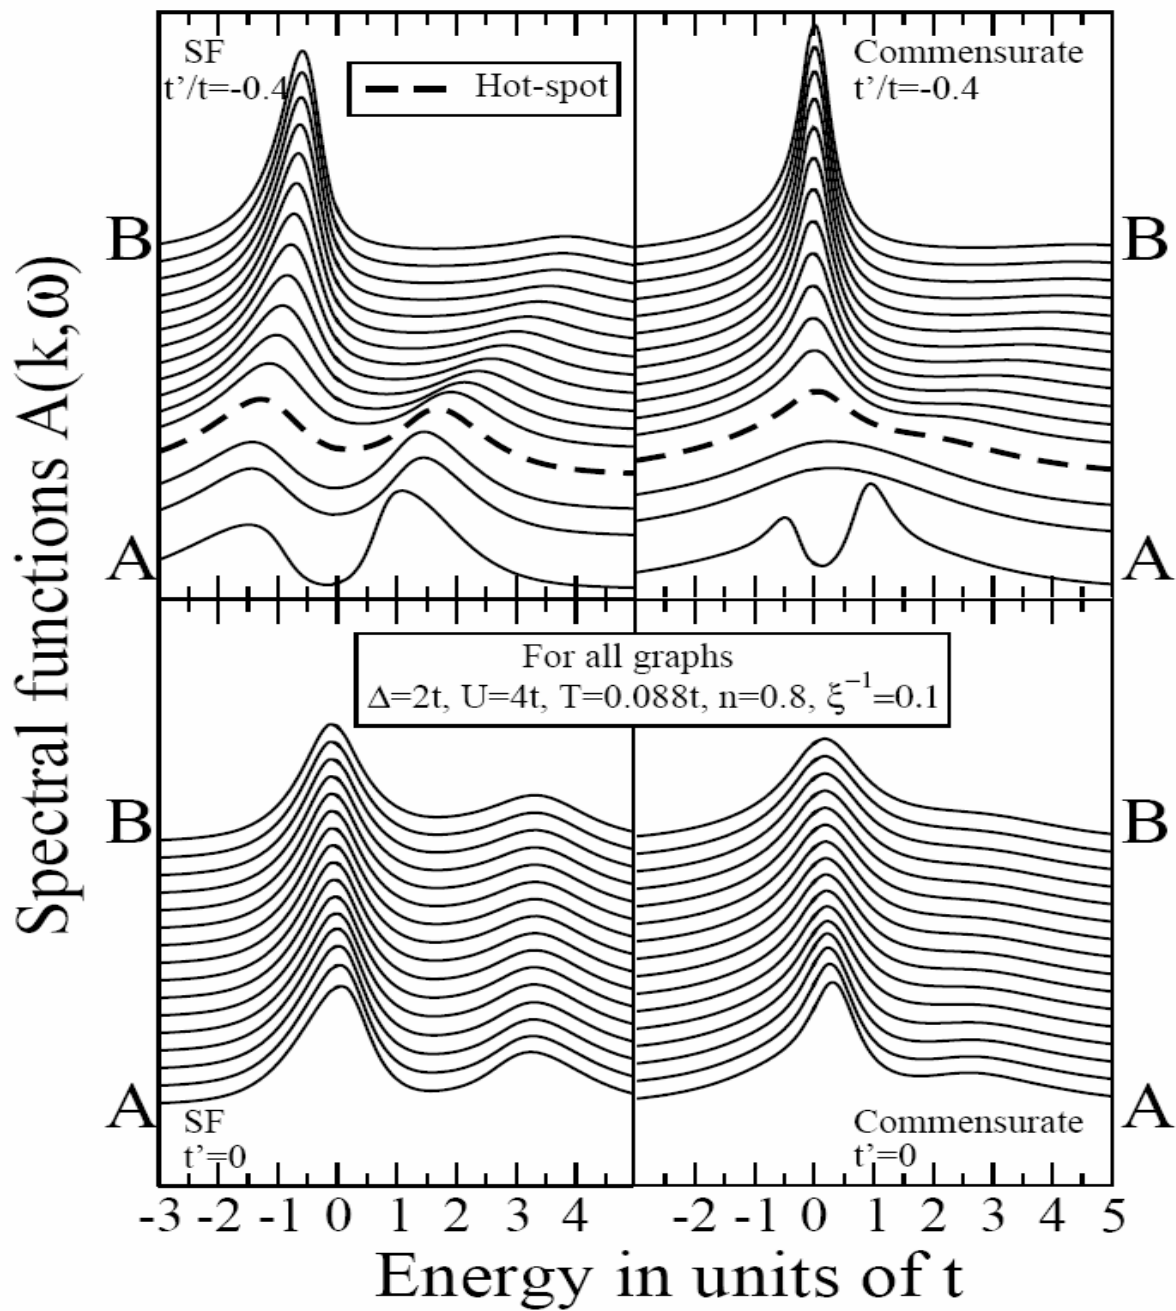 SF
t'/t=-0.4
Hot-spot
Commensurate
t'/t=-0.4
B
B
A
A
Spectral functions A(k,ω)
For all graphs
Δ=2t, U=4t, T=0.088t, n=0.8, ξ⁻¹=0.1
B
B
A
A
SF
t'=0
Commensurate
t'=0
-3 -2 -1 0 1 2 3 4
-2 -1 0 1 2 3 4 5
Energy in units of t